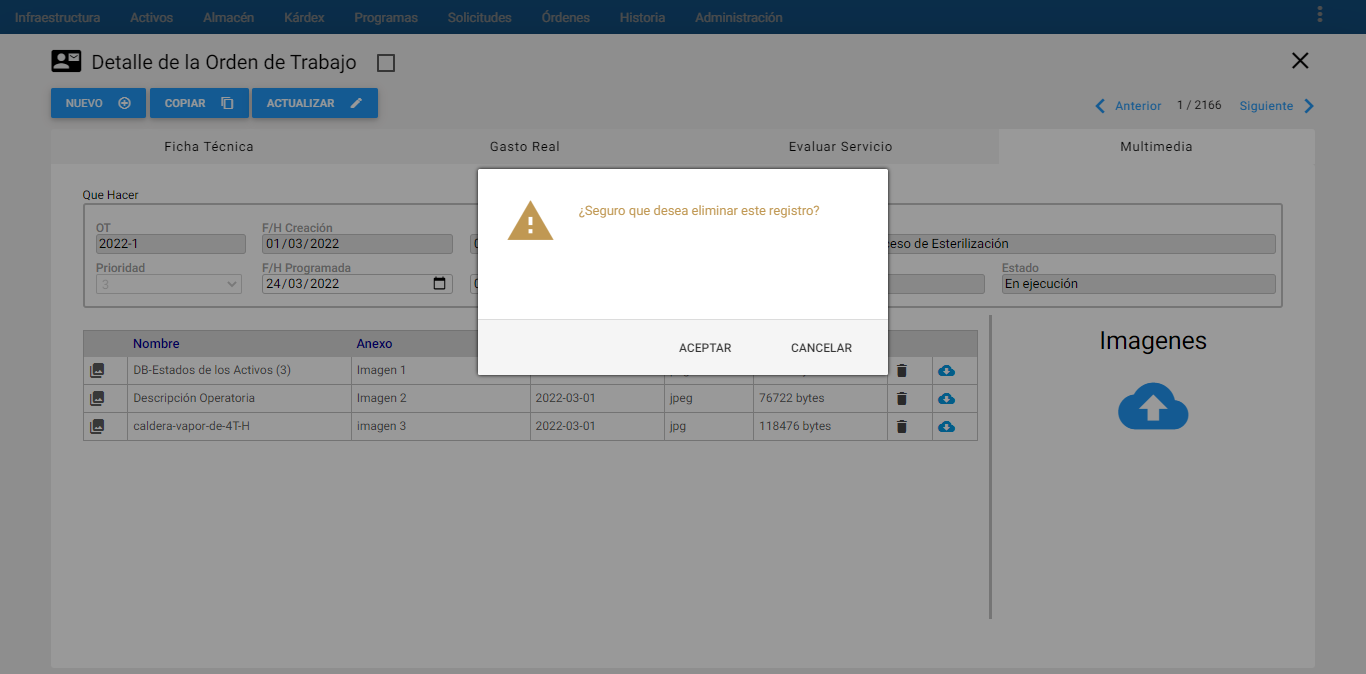 Infraestructura Activos Almacén Kárdex Programas Solicitudes Órdenes Historia Administración
Detalle de la Orden de Trabajo
NUEVO COPIAR ACTUALIZAR
Anterior 1 / 2166 Siguiente
Ficha Técnica Gasto Real Evaluar Servicio Multimedia
¿Seguro que desea eliminar este registro?
ACEPTAR CANCELAR
Que Hacer
OT F/H Creación
2022-1 01/03/2022 de Esterilización
Prioridad F/H Programada Estado
3 24/03/2022 En ejecución
Nombre Anexo
DB-Estados de los Activos (3) Imagen 1
Descripción Operatoria Imagen 2 2022-03-01 jpeg 76722 bytes
caldera-vapor-de-4T-H imagen 3 2022-03-01 jpg 118476 bytes
Imagenes